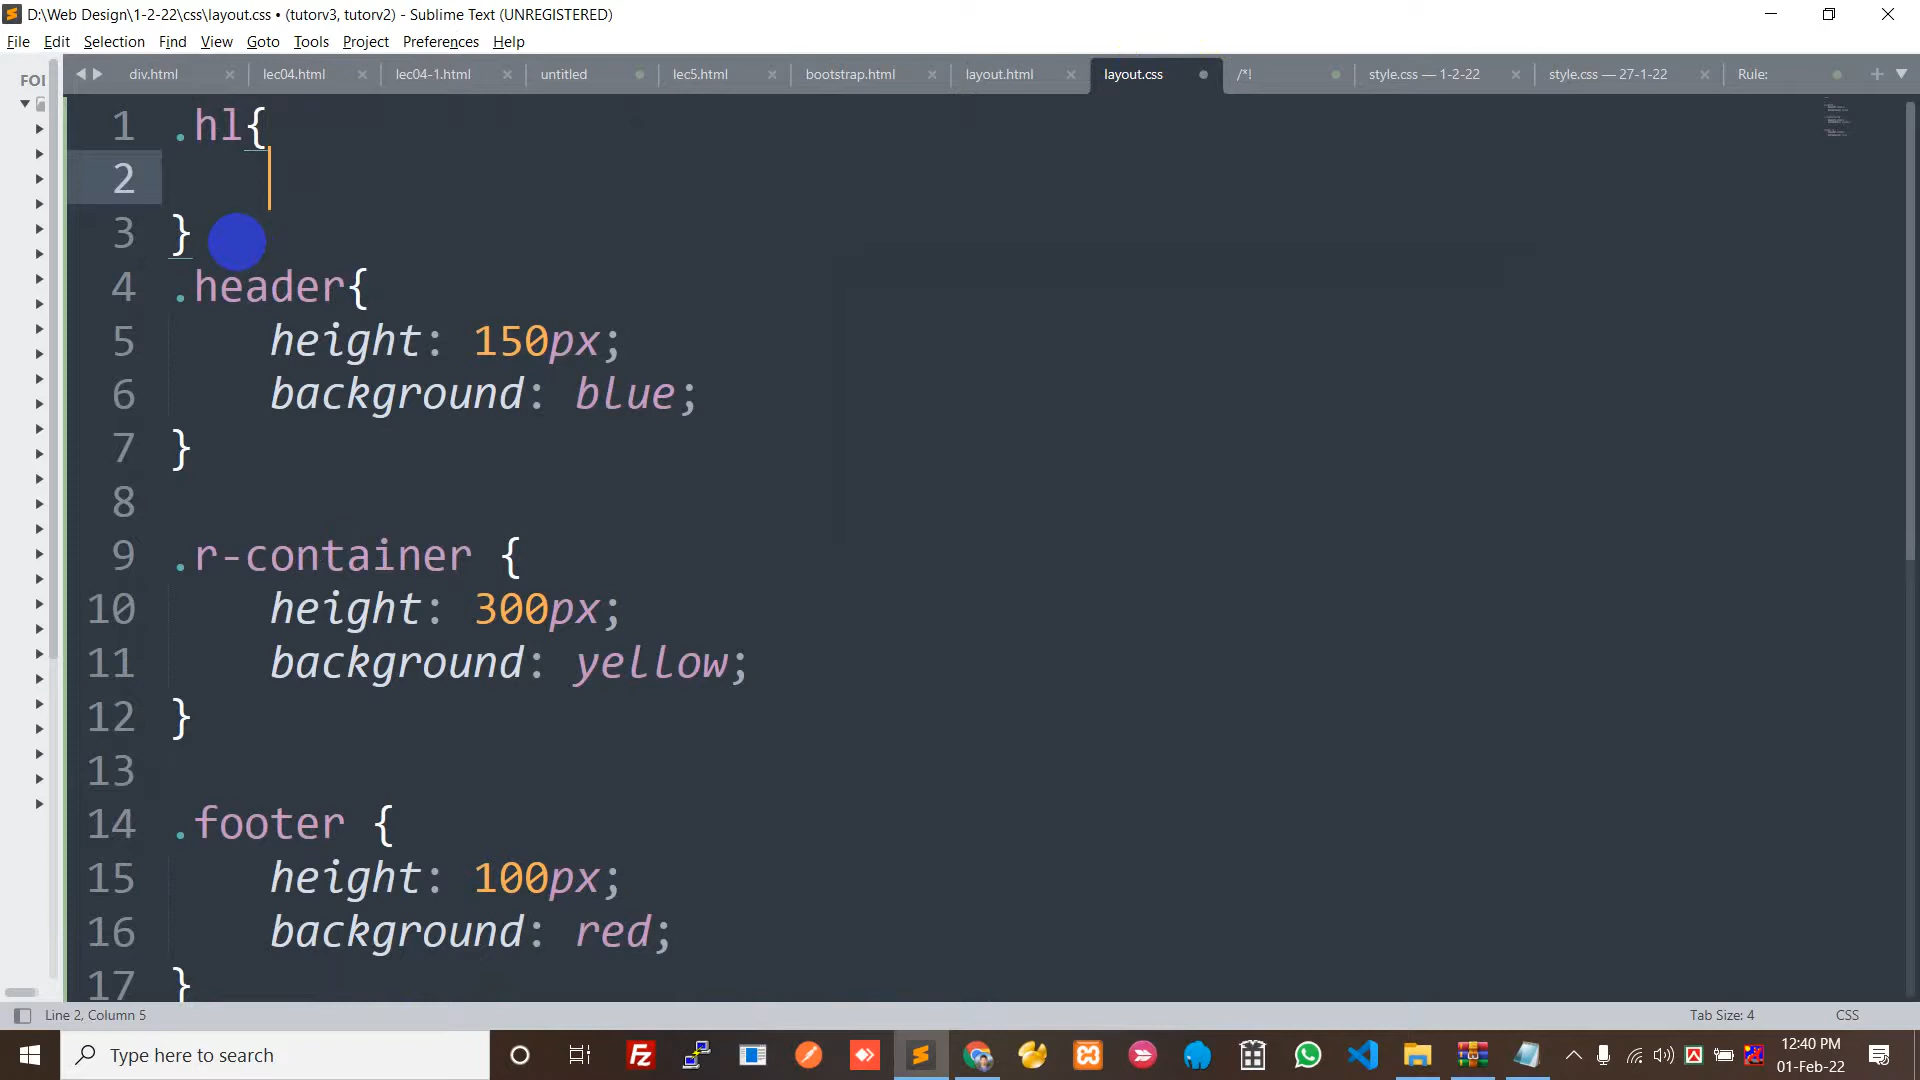 D:\Web Design\1-2-22\css\layout.css • (tutorv3, tutorv2) - Sublime Text (UNREGISTERED)
File Edit Selection Find View Goto Tools Project Preferences Help
FOL
div.html lec04.html lec04-1.html untitled lec5.html bootstrap.html layout.html layout.css /*! style.css — 1-2-22 style.css — 27-1-22 Rule:
1 .hl{
2
3 }
4 .header{
5 height: 150px;
6 background: blue;
7 }
8
9 .r-container {
10 height: 300px;
11 background: yellow;
12 }
13
14 .footer {
15 height: 100px;
16 background: red;
17 }
Line 2, Column 5 Tab Size: 4 CSS
Type here to search
12:40 PM
01-Feb-22